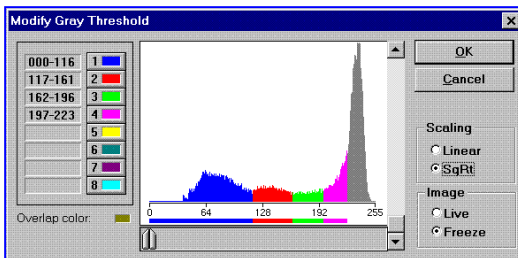 Modify Gray Threshold
000-116 1
117-161 2
162-196 3
197-223 4
5
6
7
8
Overlap color:
0 64 128 192 255
OK
Cancel
Scaling
Linear
SqRt
Image
Live
Freeze